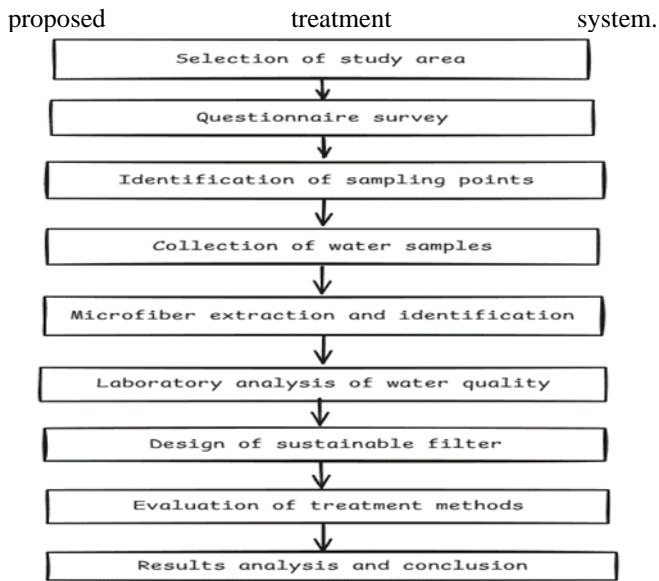 proposed treatment system.
Selection of study area
Questionnaire survey
Identification of sampling points
Collection of water samples
Microfiber extraction and identification
Laboratory analysis of water quality
Design of sustainable filter
Evaluation of treatment methods
Results analysis and conclusion